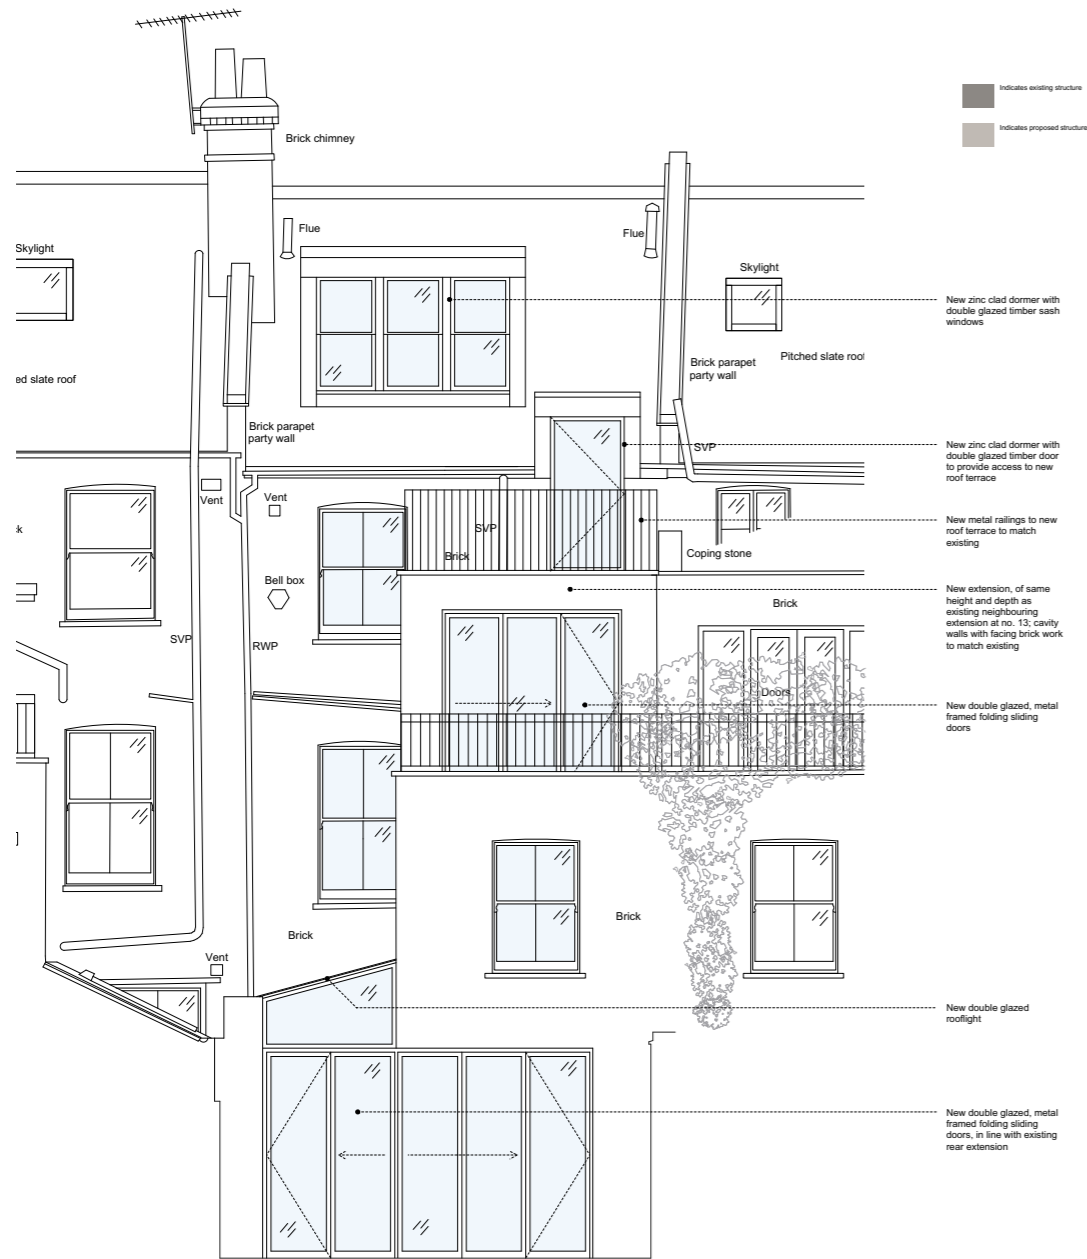 Indicates existing structure
Indicates proposed structure
Brick chimney
Flue
Flue
Skylight
Skylight
New zinc clad dormer with
double glazed timber sash
windows
Brick parapet
party wall
Pitched slate roof
ed slate roof
Brick parapet
party wall
SVP
New zinc clad dormer with
double glazed timber door
to provide access to new
roof terrace
Vent
Vent
SVP
Brick
New metal railings to new
roof terrace to match
existing
Coping stone
ck
Bell box
Brick
New extension, of same
height and depth as
existing neighbouring
extension at no. 13; cavity
walls with facing brick work
to match existing
SVP
RWP
Doors
New double glazed, metal
framed folding sliding
doors
Brick
Brick
Vent
New double glazed
rooflight
New double glazed, metal
framed folding sliding
doors, in line with existing
rear extension